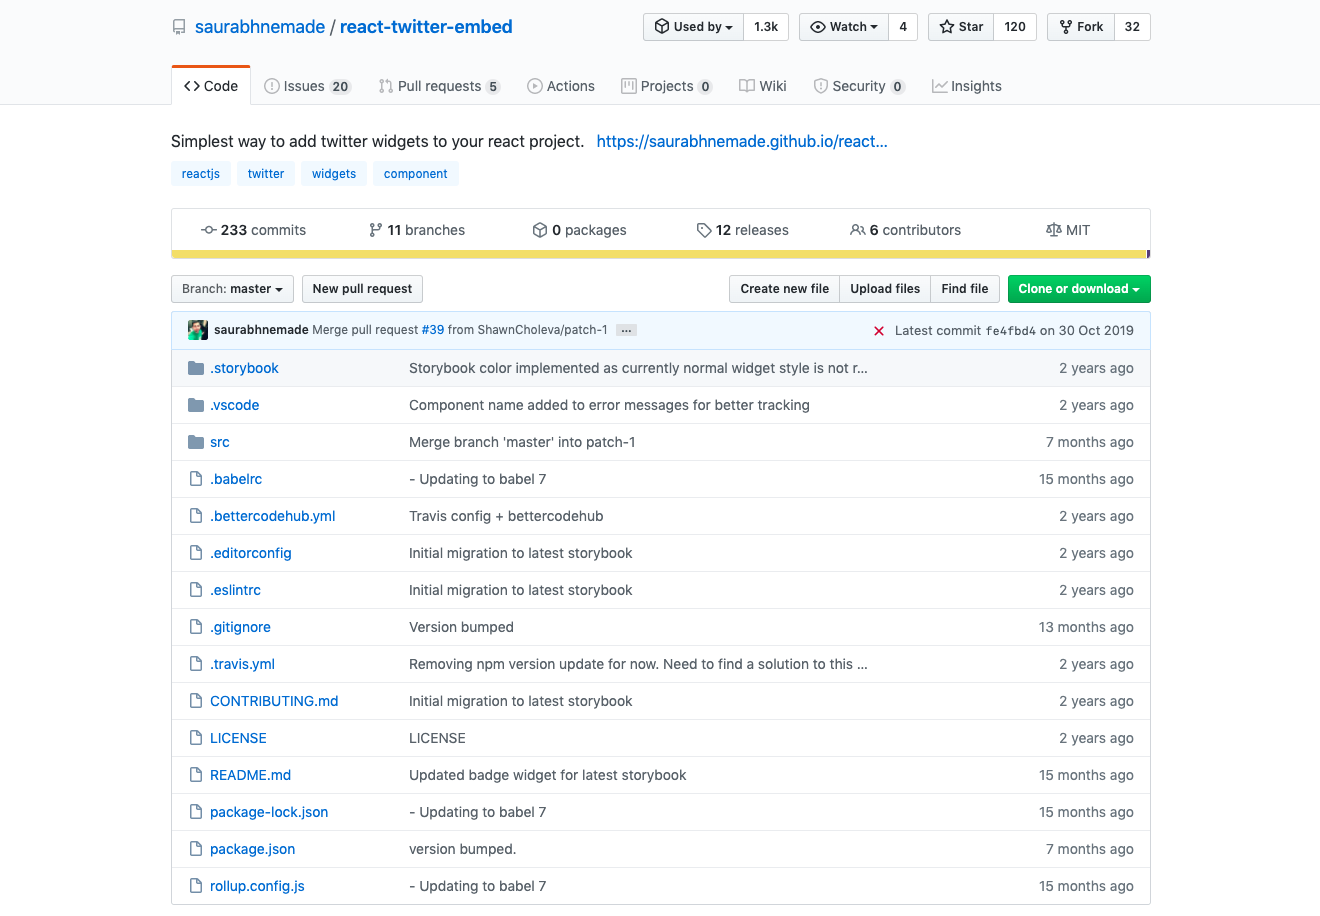 saurabhnemade / react-twitter-embed
Used by 1.3k Watch 4 Star 120 Fork 32
Code Issues 20 Pull requests 5 Actions Projects 0 Wiki Security 0 Insights
Simplest way to add twitter widgets to your react project. https://saurabhnemade.github.io/react...
reactjs twitter widgets component
233 commits 11 branches 0 packages 12 releases 6 contributors MIT
Branch: master New pull request Create new file Upload files Find file Clone or download
saurabhnemade Merge pull request #39 from ShawnCholeva/patch-1 ... Latest commit fe4fbd4 on 30 Oct 2019
.storybook Storybook color implemented as currently normal widget style is not r... 2 years ago
.vscode Component name added to error messages for better tracking 2 years ago
src Merge branch 'master' into patch-1 7 months ago
.babelrc - Updating to babel 7 15 months ago
.bettercodehub.yml Travis config + bettercodehub 2 years ago
.editorconfig Initial migration to latest storybook 2 years ago
.eslintrc Initial migration to latest storybook 2 years ago
.gitignore Version bumped 13 months ago
.travis.yml Removing npm version update for now. Need to find a solution to this ... 2 years ago
CONTRIBUTING.md Initial migration to latest storybook 2 years ago
LICENSE LICENSE 2 years ago
README.md Updated badge widget for latest storybook 15 months ago
package-lock.json - Updating to babel 7 15 months ago
package.json version bumped. 7 months ago
rollup.config.js - Updating to babel 7 15 months ago